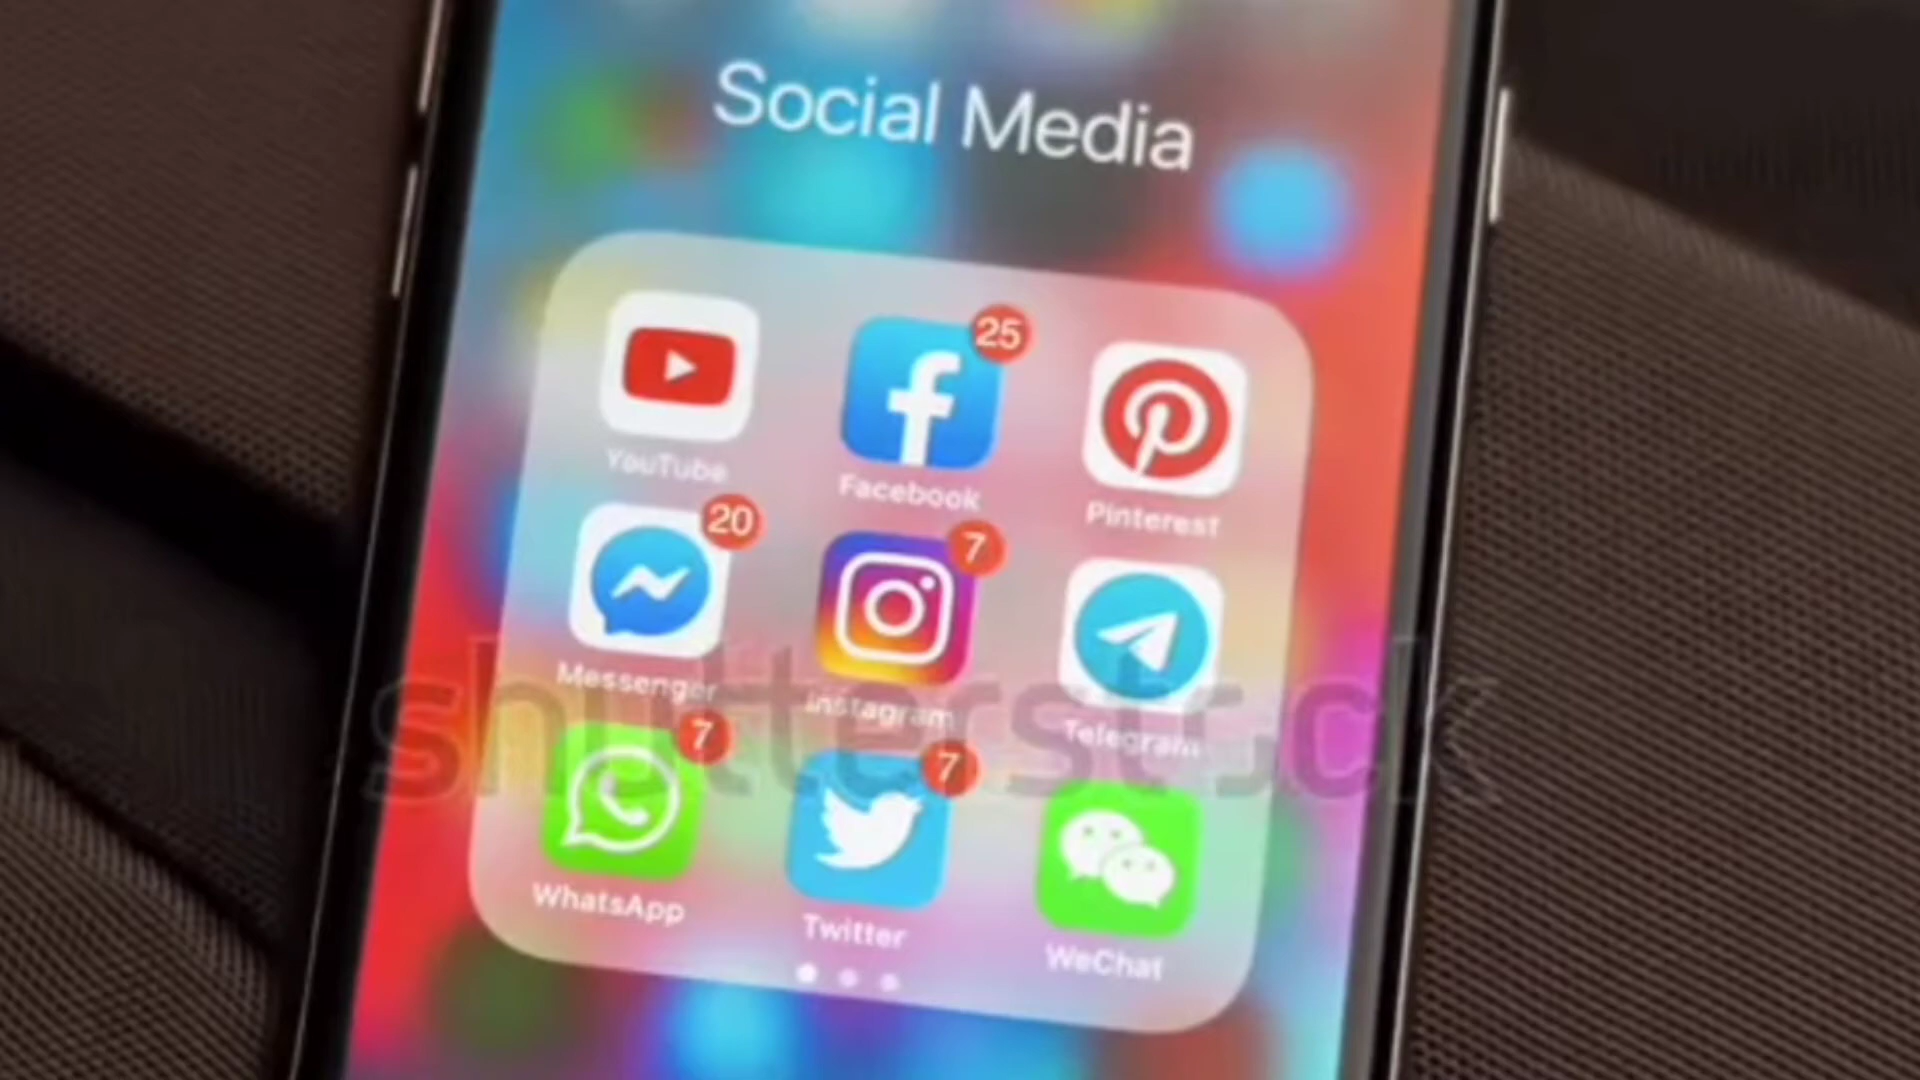 Social Media
25
YouTube Facebook Pinterest
20 7
Messenger Instagram Telegram
7 7
WhatsApp Twitter WeChat
shutterstock